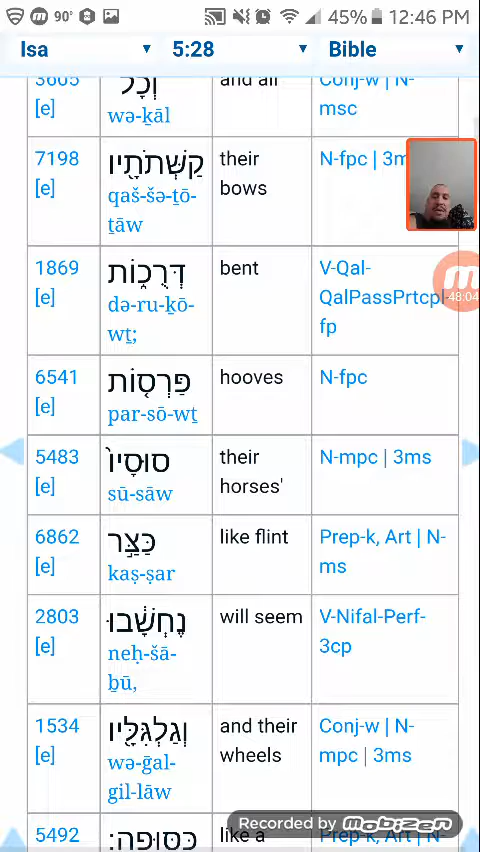 90°
45%
12:46 PM
Isa
5:28
Bible
3605
וְכָל
and all
Conj-w | N-
[e]
wə-ḵāl
msc
7198
קַשְּׁתֹתָ֖יו
their
N-fpc | 3m
[e]
qaš-šə-ṯō-
bows
ṯāw
1869
דְּרֻכ֑וֹת
bent
V-Qal-
[e]
də-ru-ḵō-
QalPassPrtcpl-
48:04
wṯ;
fp
6541
פַּרְס֤וֹת
hooves
N-fpc
[e]
par-sō-wṯ
5483
סוּסָיו֙
their
N-mpc | 3ms
[e]
sū-sāw
horses'
6862
כַּצַּ֣ר
like flint
Prep-k, Art | N-
[e]
kaṣ-ṣar
ms
2803
נֶחְשָׁ֔בוּ
will seem
V-Nifal-Perf-
[e]
neḥ-šā-
3cp
ḇū,
1534
וְגַלְגִּלָּ֖יו
and their
Conj-w | N-
[e]
wə-ḡal-
wheels
mpc | 3ms
gil-lāw
Recorded by MOBIZEN
5492
כַּסּוּפָֽה׃
like a
Prep-k, Art |